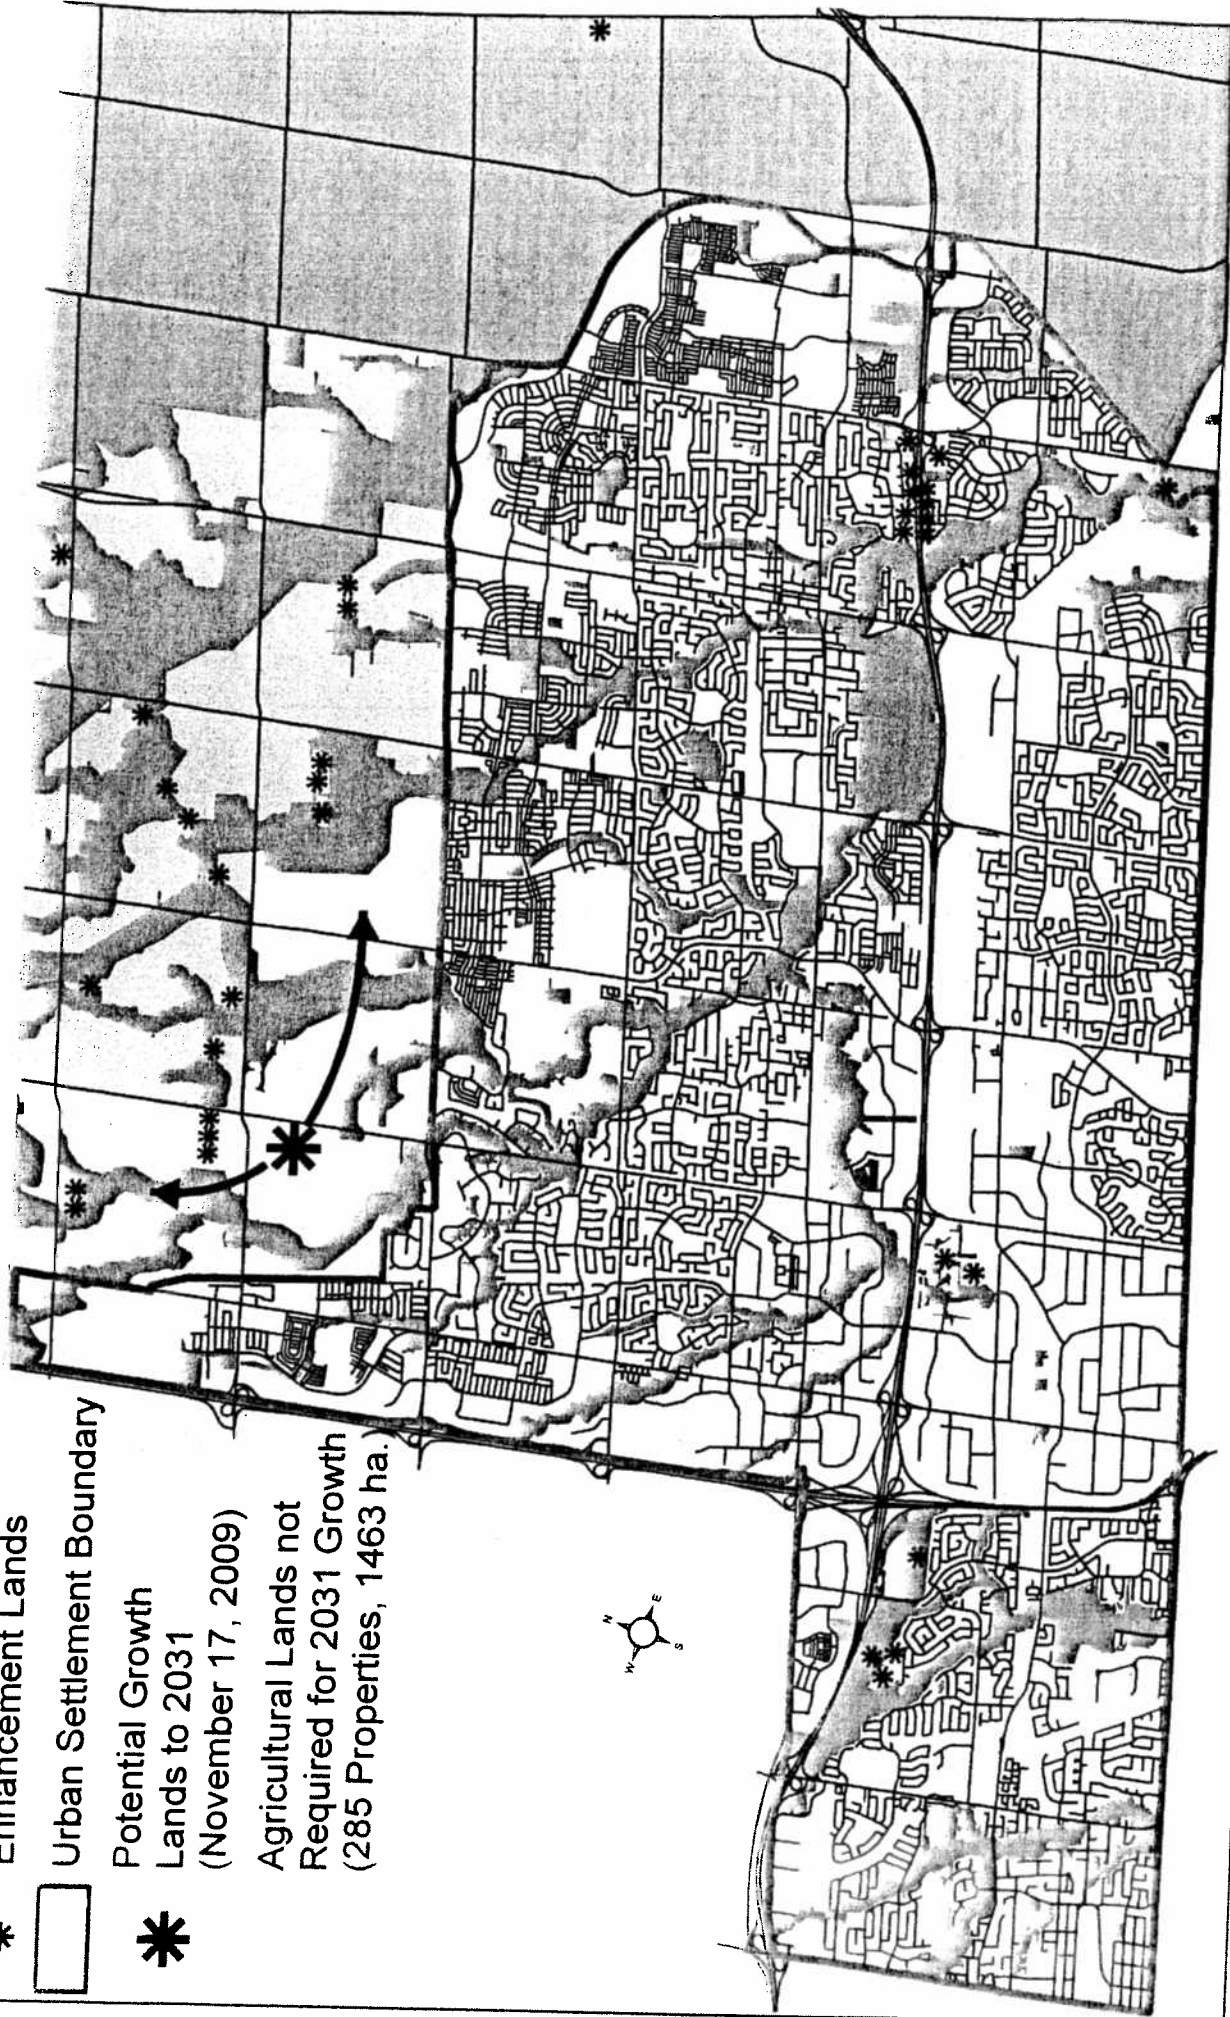 Enhancement Lands
Urban Settlement Boundary
Potential Growth
Lands to 2031
(November 17, 2009)
Agricultural Lands not
Required for 2031 Growth
(285 Properties, 1463 ha.)
N
E
S
W